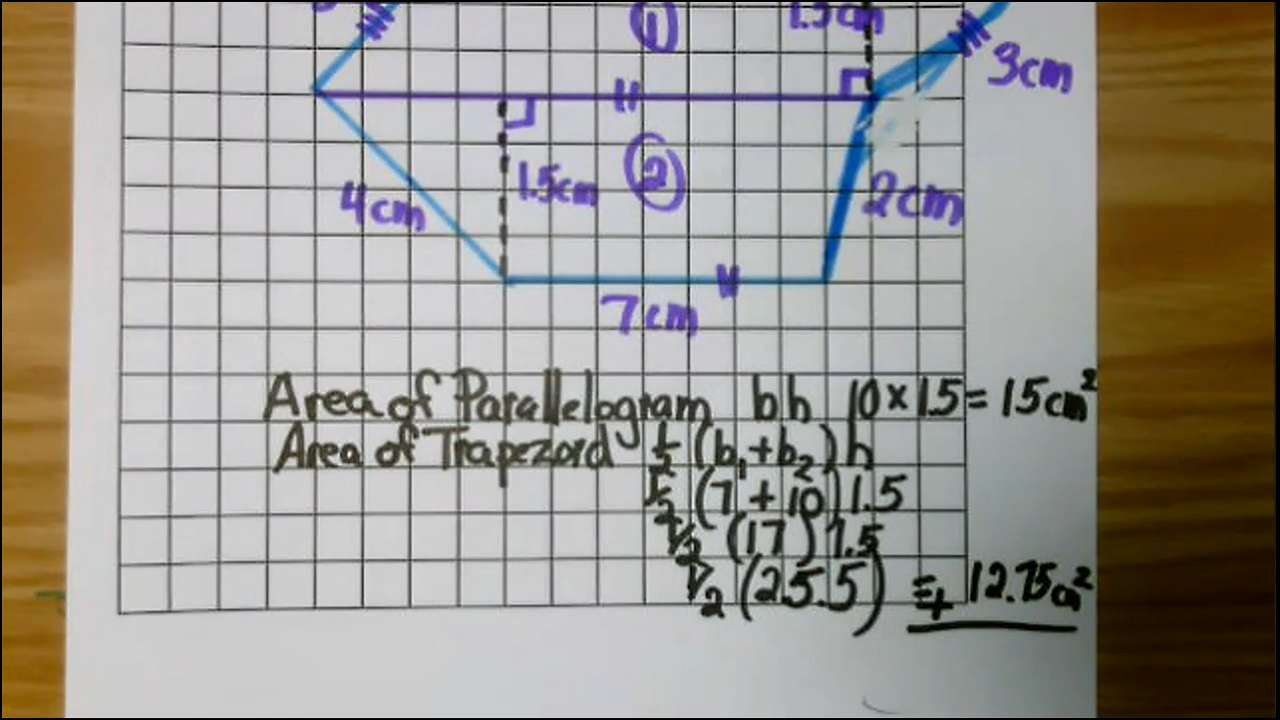 ①
1.5cm
3cm
②
1.5cm
4cm
2cm
7cm
Area of Parallelogram bh 10 x 1.5 = 15cm²
Area of Trapezoid ½ (b₁+b₂)h
½ (7+10)1.5
½ (17)1.5
½ (25.5) = + 12.75cm²